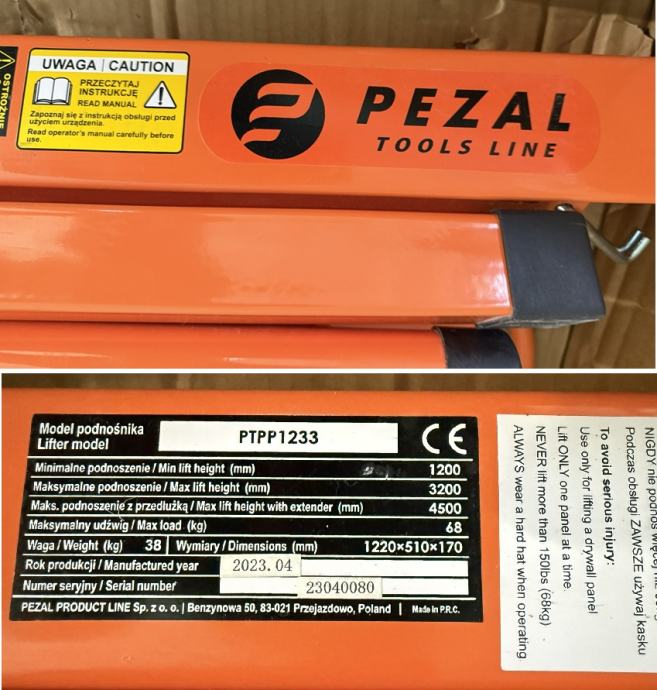 OSTROŻNIE
UWAGA | CAUTION
PRZECZYTAJ
INSTRUKCJĘ
READ MANUAL
Zapoznaj się z instrukcją obsługi przed
użyciem urządzenia.
Read operator's manual carefully before
use.
PEZAL
TOOLS LINE
Model podnośnika
Lifter model
PTPP1233
CE
Minimalne podnoszenie / Min lift height (mm) 1200
Maksymalne podnoszenie / Max lift height (mm) 3200
Maks. podnoszenie z przedłużką / Max lift height with extender (mm) 4500
Maksymalny udźwig / Max load (kg) 68
Waga / Weight (kg) 38 | Wymiary / Dimensions (mm) 1220×510×170
Rok produkcji / Manufactured year 2023.04
Numer seryjny / Serial number 23040080
PEZAL PRODUCT LINE Sp. z o. o. | Benzynowa 50, 83-021 Przejazdowo, Poland | Made in P.R.C.
NIGDY nie podnoś więcej niż
Podczas obsługi ZAWSZE używaj kasku
To avoid serious injury:
Use only for lifting a drywall panel
Lift ONLY one panel at a time
NEVER lift more than 150lbs (68kg)
ALWAYS wear a hard hat when operating